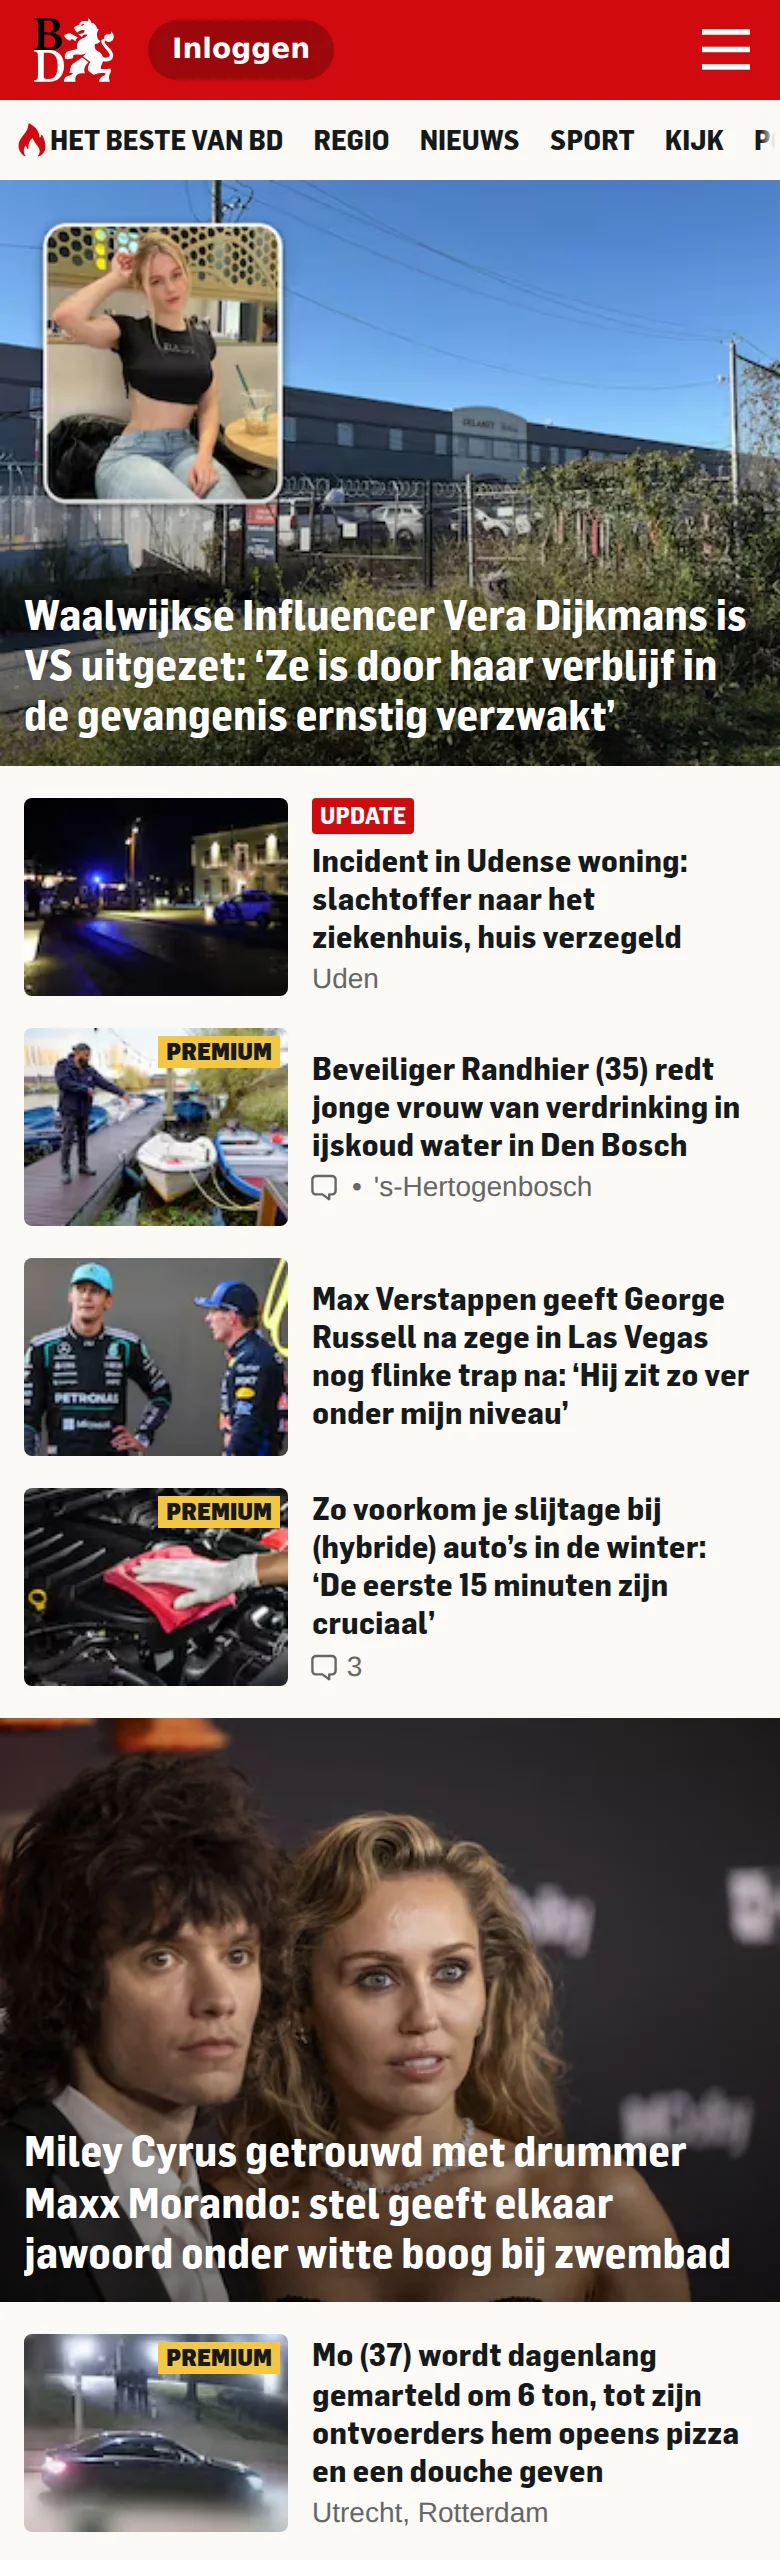 B
D
Inloggen
HET BESTE VAN BD REGIO NIEUWS SPORT KIJK
DELANEY HALL
Waalwijkse Influencer Vera Dijkmans is
VS uitgezet: ‘Ze is door haar verblijf in
de gevangenis ernstig verzwakt’
UPDATE
Incident in Udense woning:
slachtoffer naar het
ziekenhuis, huis verzegeld
Uden
PREMIUM
Beveiliger Randhier (35) redt
jonge vrouw van verdrinking in
ijskoud water in Den Bosch
• 's-Hertogenbosch
Max Verstappen geeft George
Russell na zege in Las Vegas
nog flinke trap na: ‘Hij zit zo ver
onder mijn niveau’
PETRONAS
Microsoft
PREMIUM
Zo voorkom je slijtage bij
(hybride) auto’s in de winter:
‘De eerste 15 minuten zijn
cruciaal’
3
Miley Cyrus getrouwd met drummer
Maxx Morando: stel geeft elkaar
jawoord onder witte boog bij zwembad
PREMIUM
Mo (37) wordt dagenlang
gemarteld om 6 ton, tot zijn
ontvoerders hem opeens pizza
en een douche geven
Utrecht, Rotterdam